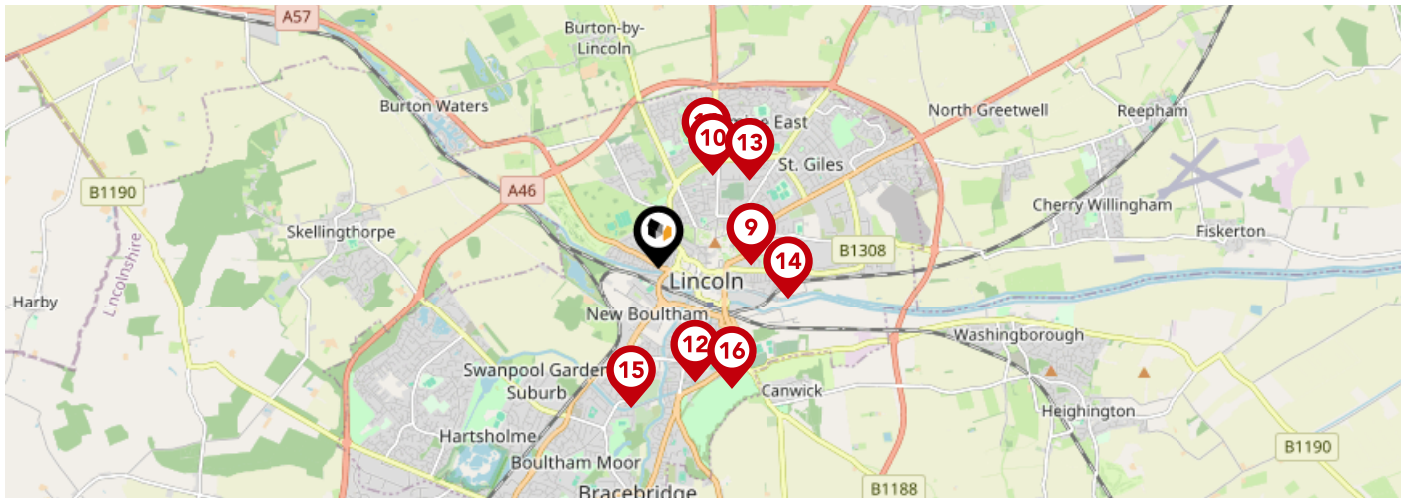 A57
Burton-by-
Lincoln
Burton Waters
North Greetwell
Reepham
East
10
13
St. Giles
B1190
A46
Cherry Willingham
Skellingthorpe
9
Fiskerton
B1308
Lincolnshire
14
Lincoln
Harby
New Boultham
Washingborough
12
16
15
Swanpool Garden
Suburb
Canwick
Heighington
Hartsholme
B1190
Boultham Moor
Bracebridge
B1188